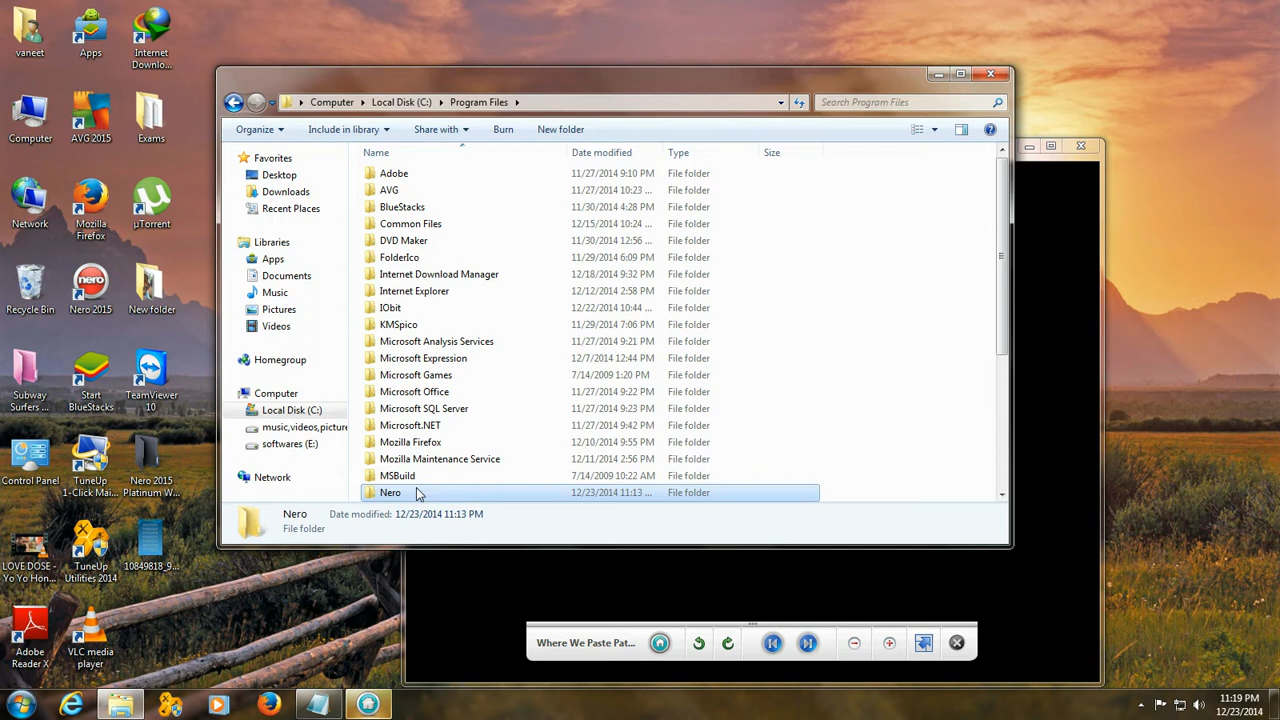 vaneet
Apps
Internet
Downlo...
Computer
AVG 2015
Exams
Network
Mozilla
Firefox
µTorrent
Recycle Bin
nero
Nero 2015
New folder
Subway
Surfers ...
Start
BlueStacks
TeamViewer
10
Control Panel
TuneUp
1-Click Mai...
Nero 2015
Platinum W...
LOVE DOSE -
Yo Yo Hon...
TuneUp
Utilities 2014
10849818_9...
Adobe
Reader X
VLC media
player
Computer
Local Disk (C:)
Program Files
Search Program Files
Organize
Include in library
Share with
Burn
New folder
Favorites
Desktop
Downloads
Recent Places
Libraries
Apps
Documents
Music
Pictures
Videos
Homegroup
Computer
Local Disk (C:)
music,videos,picture
softwares (E:)
Network
Name Date modified Type Size
Adobe 11/27/2014 9:10 PM File folder
AVG 11/27/2014 10:23 ... File folder
BlueStacks 11/30/2014 4:28 PM File folder
Common Files 12/15/2014 10:24 ... File folder
DVD Maker 11/30/2014 12:56 ... File folder
FolderIco 11/29/2014 6:09 PM File folder
Internet Download Manager 12/18/2014 9:32 PM File folder
Internet Explorer 12/12/2014 2:58 PM File folder
IObit 12/22/2014 10:44 ... File folder
KMSpico 11/29/2014 7:06 PM File folder
Microsoft Analysis Services 11/27/2014 9:21 PM File folder
Microsoft Expression 12/7/2014 12:44 PM File folder
Microsoft Games 7/14/2009 1:20 PM File folder
Microsoft Office 11/27/2014 9:22 PM File folder
Microsoft SQL Server 11/27/2014 9:23 PM File folder
Microsoft.NET 11/27/2014 9:42 PM File folder
Mozilla Firefox 12/10/2014 9:55 PM File folder
Mozilla Maintenance Service 12/11/2014 2:56 PM File folder
MSBuild 7/14/2009 10:22 AM File folder
Nero 12/23/2014 11:13 ... File folder
Nero Date modified: 12/23/2014 11:13 PM
File folder
Where We Paste Pat...
11:19 PM
12/23/2014